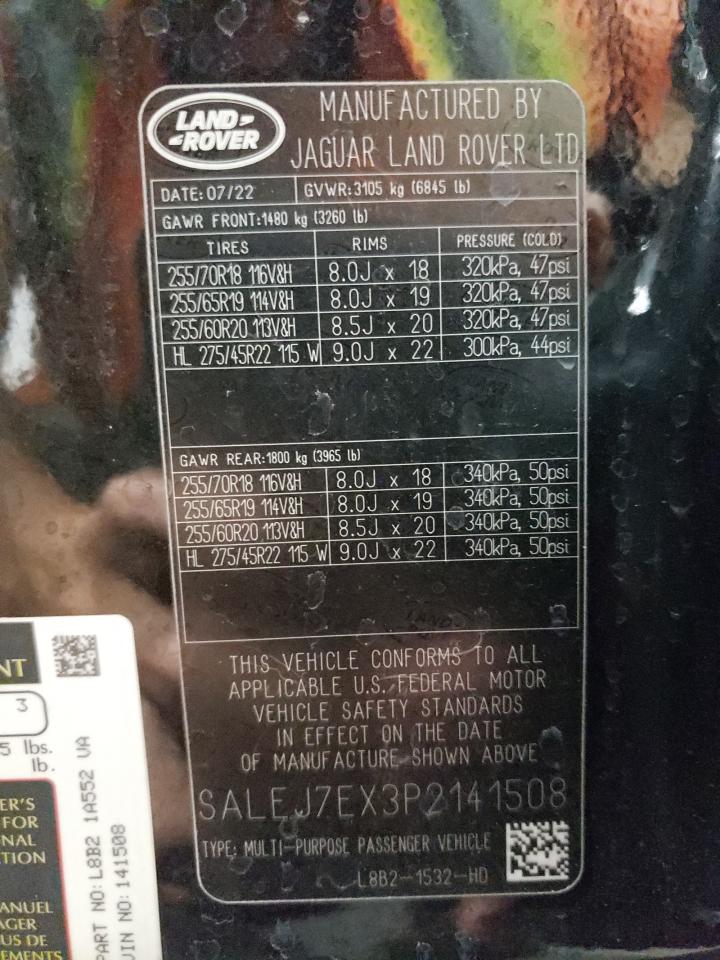 LAND-
-ROVER
MANUFACTURED BY
JAGUAR LAND ROVER LTD
DATE:07/22 GVWR:3105 kg (6845 lb)
GAWR FRONT:1480 kg (3260 lb)
TIRES RIMS PRESSURE (COLD)
255/70R18 116V&H 8.0J x 18 320kPa, 47psi
255/65R19 114V&H 8.0J x 19 320kPa, 47psi
255/60R20 113V&H 8.5J x 20 320kPa, 47psi
HL 275/45R22 115 W 9.0J x 22 300kPa, 44psi
GAWR REAR:1800 kg (3965 lb)
255/70R18 116V&H 8.0J x 18 340kPa, 50psi
255/65R19 114V&H 8.0J x 19 340kPa, 50psi
255/60R20 113V&H 8.5J x 20 340kPa, 50psi
HL 275/45R22 115 W 9.0J x 22 340kPa, 50psi
THIS VEHICLE CONFORMS TO ALL
APPLICABLE U.S. FEDERAL MOTOR
VEHICLE SAFETY STANDARDS
IN EFFECT ON THE DATE
OF MANUFACTURE SHOWN ABOVE
SALEJ7EX3P2141508
TYPE: MULTI-PURPOSE PASSENGER VEHICLE
L8B2-1532-HD
NT
3
5 lbs.
lb.
ER'S
FOR
NAL
TION
ANUEL
AGER
US DE
EMENTS
PART NO:L8B2 1A552 VA
VIN NO:141508